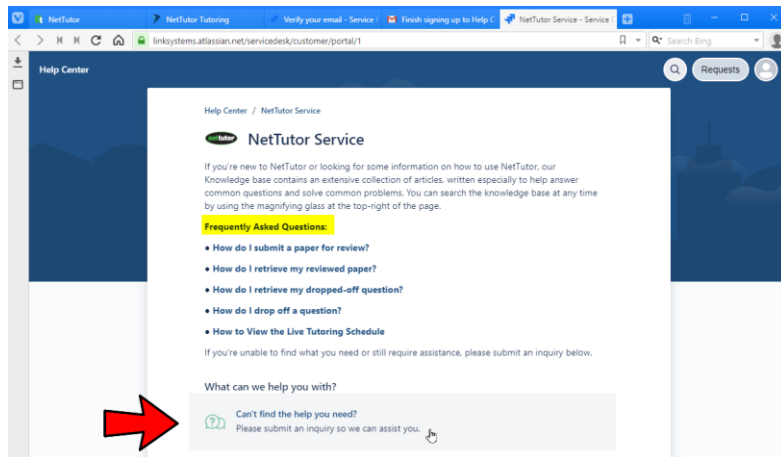 NetTutor
NetTutor Tutoring
Verify your email - Service
Finish signing up to Help C
NetTutor Service - Service
linksystems.atlassian.net/servicedesk/customer/portal/1
Search Bing
Help Center
Requests
Help Center / NetTutor Service
nettutor
NetTutor Service
If you're new to NetTutor or looking for some information on how to use NetTutor, our
Knowledge base contains an extensive collection of articles, written especially to help answer
common questions and solve common problems. You can search the knowledge base at any time
by using the magnifying glass at the top-right of the page.
Frequently Asked Questions:
• How do I submit a paper for review?
• How do I retrieve my reviewed paper?
• How do I retrieve my dropped-off question?
• How do I drop off a question?
• How to View the Live Tutoring Schedule
If you're unable to find what you need or still require assistance, please submit an inquiry below.
What can we help you with?
Can't find the help you need?
Please submit an inquiry so we can assist you.